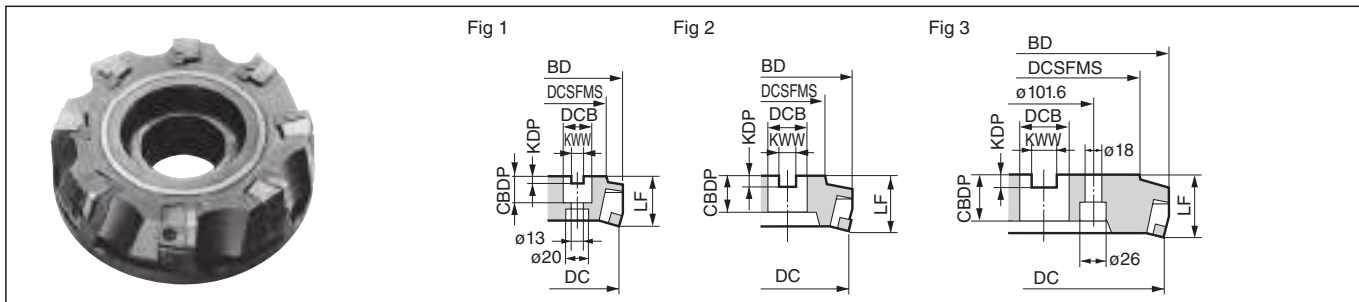 Fig 1
BD
DCSFMS
DCB
KWW
KDP
CBDP
LF
ø13
ø20
DC
Fig 2
BD
DCSFMS
DCB
KWW
KDP
CBDP
LF
DC
Fig 3
BD
DCSFMS
ø101.6
DCB
KWW
KDP
ø18
CBDP
LF
ø26
DC